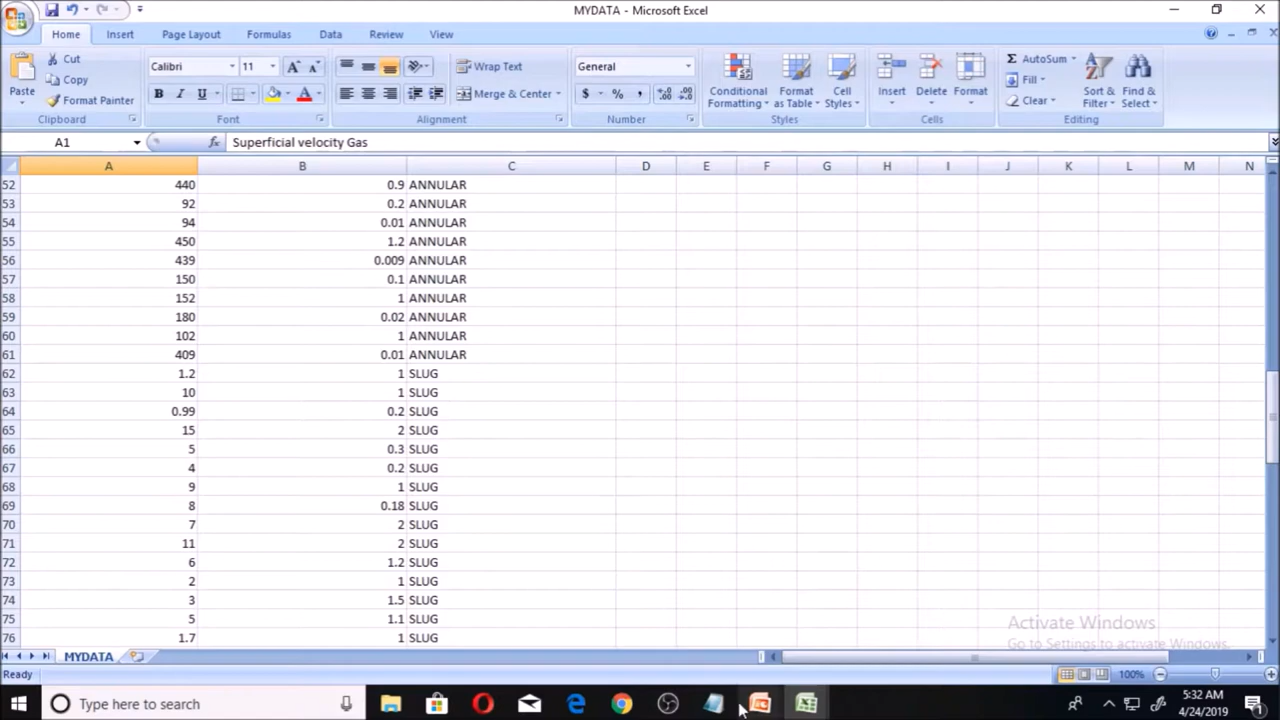 MYDATA - Microsoft Excel
Home Insert Page Layout Formulas Data Review View
Paste
Cut
Copy
Format Painter
Clipboard
Calibri 11
B I U
Font
Wrap Text
Merge & Center
Alignment
General
$ % ,
Number
Conditional Formatting
Format as Table
Cell Styles
Styles
Insert Delete Format
Cells
Σ AutoSum
Fill
Clear
Sort & Filter
Find & Select
Editing
A1 fx Superficial velocity Gas
A B C D E F G H I J K L M N
52 440 0.9 ANNULAR
53 92 0.2 ANNULAR
54 94 0.01 ANNULAR
55 450 1.2 ANNULAR
56 439 0.009 ANNULAR
57 150 0.1 ANNULAR
58 152 1 ANNULAR
59 180 0.02 ANNULAR
60 102 1 ANNULAR
61 409 0.01 ANNULAR
62 1.2 1 SLUG
63 10 1 SLUG
64 0.99 0.2 SLUG
65 15 2 SLUG
66 5 0.3 SLUG
67 4 0.2 SLUG
68 9 1 SLUG
69 8 0.18 SLUG
70 7 2 SLUG
71 11 2 SLUG
72 6 1.2 SLUG
73 2 1 SLUG
74 3 1.5 SLUG
75 5 1.1 SLUG
76 1.7 1 SLUG
Activate Windows
Go to Settings to activate Windows.
MYDATA
Ready 100%
Type here to search
5:32 AM
4/24/2019